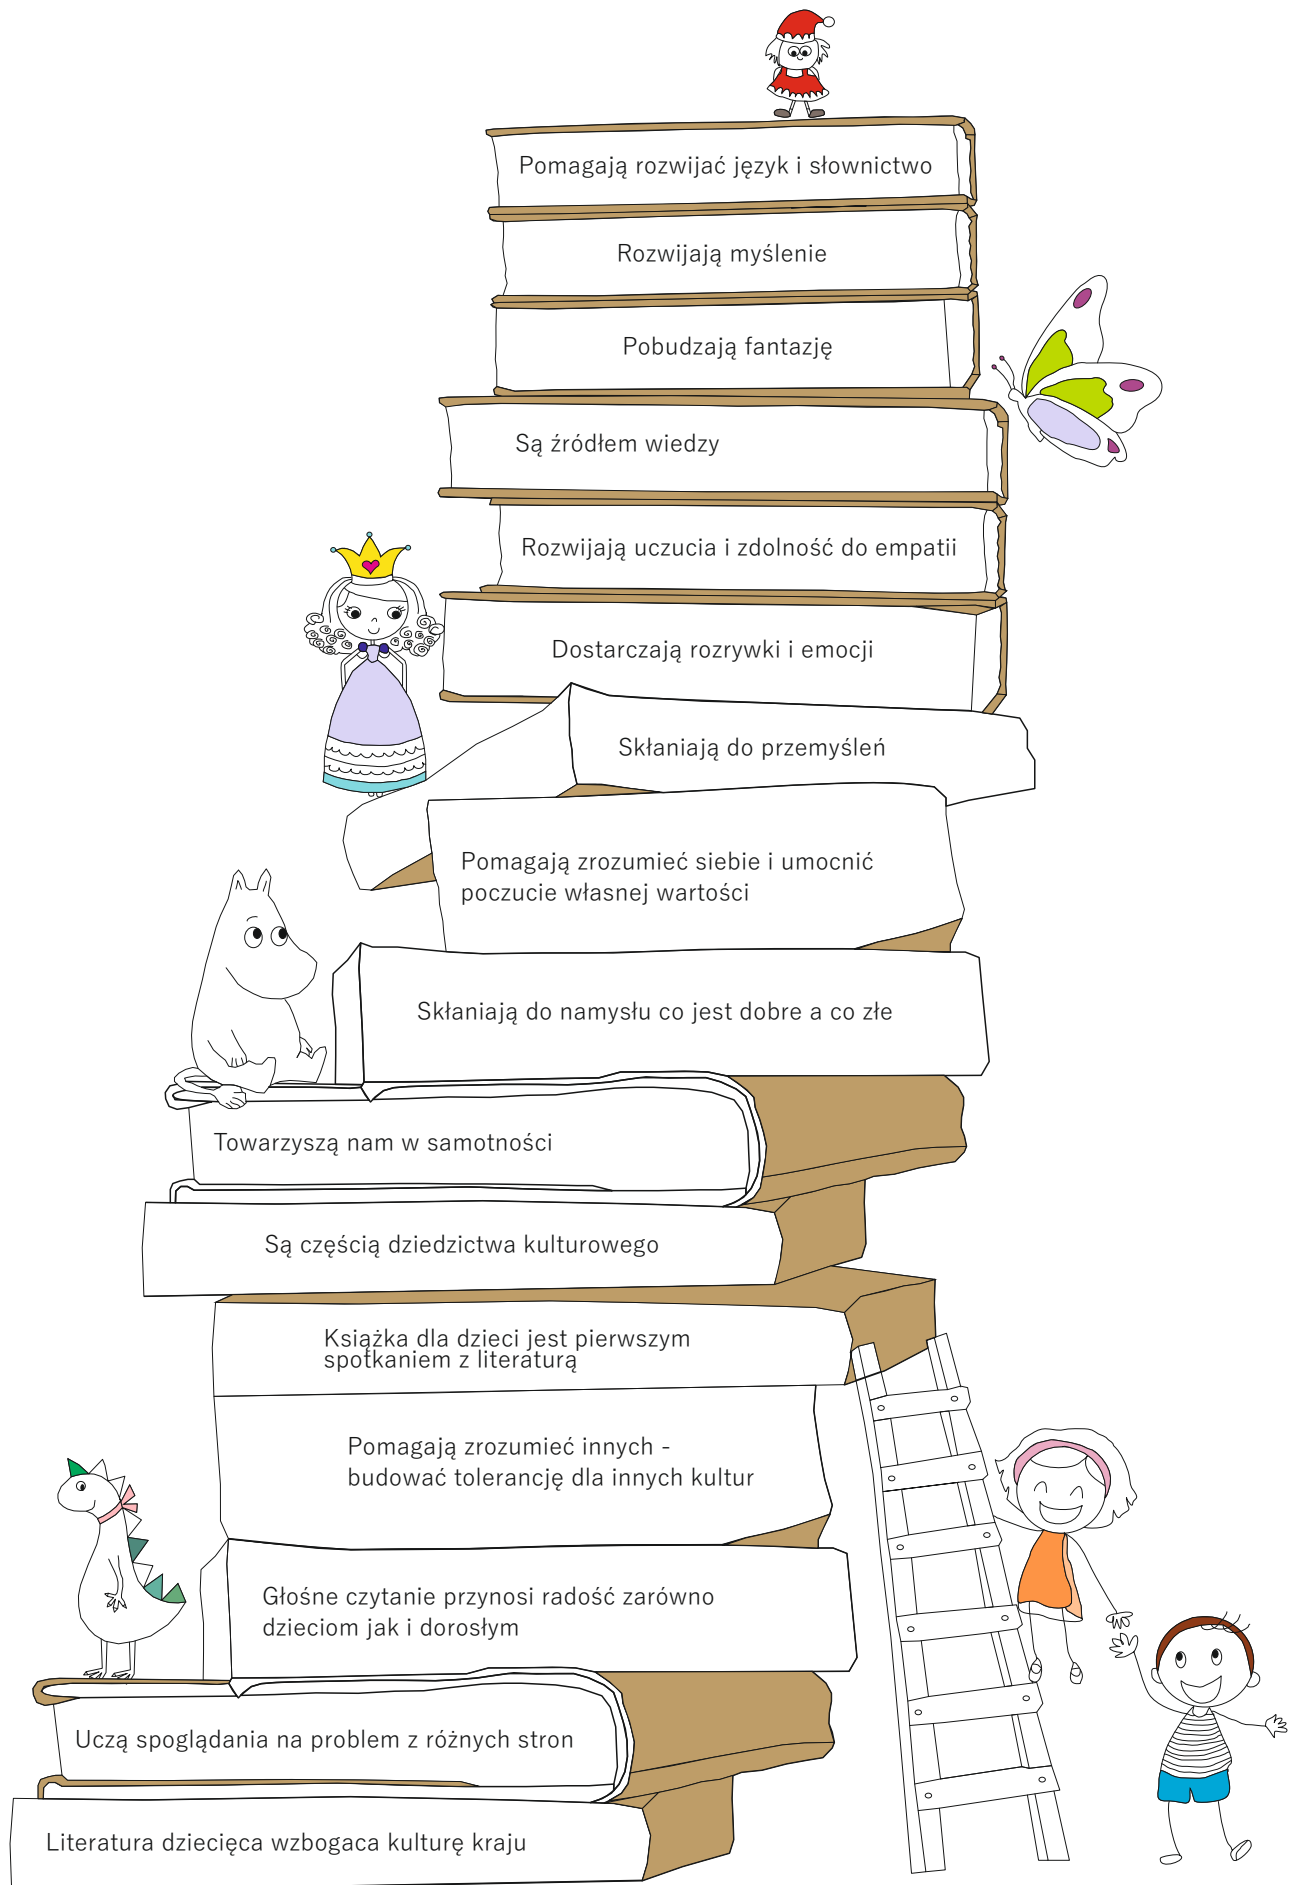 Pomagają rozwijać język i słownictwo
Rozwijają myślenie
Pobudzają fantazję
Są źródłem wiedzy
Rozwijają uczucia i zdolność do empatii
Dostarczają rozrywki i emocji
Skłaniają do przemyśleń
Pomagają zrozumieć siebie i umocnić
poczucie własnej wartości
Skłaniają do namysłu co jest dobre a co złe
Towarzyszą nam w samotności
Są częścią dziedzictwa kulturowego
Książka dla dzieci jest pierwszym
spotkaniem z literaturą
Pomagają zrozumieć innych -
budować tolerancję dla innych kultur
Głośne czytanie przynosi radość zarówno
dzieciom jak i dorosłym
Uczą spoglądania na problem z różnych stron
Literatura dziecięca wzbogaca kulturę kraju